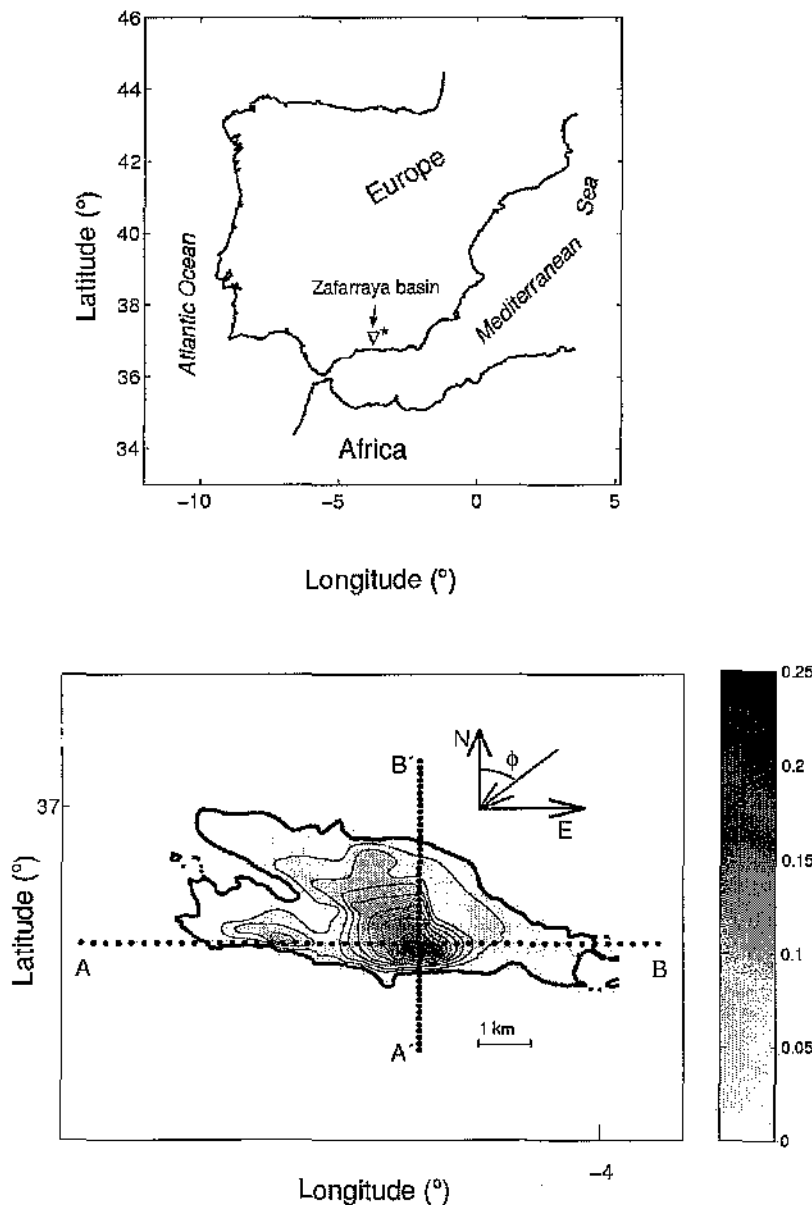 46
44
42
40
38
36
34
Latitude (º)
Atlantic Ocean
Europe
Sea
Mediterranean
Zafarraya basin
*
Africa
−10
−5
0
5
Longitude (º)
37
Latitude (º)
B´
N
ϕ
E
A
B
1 km
A´
−4
Longitude (º)
0.25
0.2
0.15
0.1
0.05
0